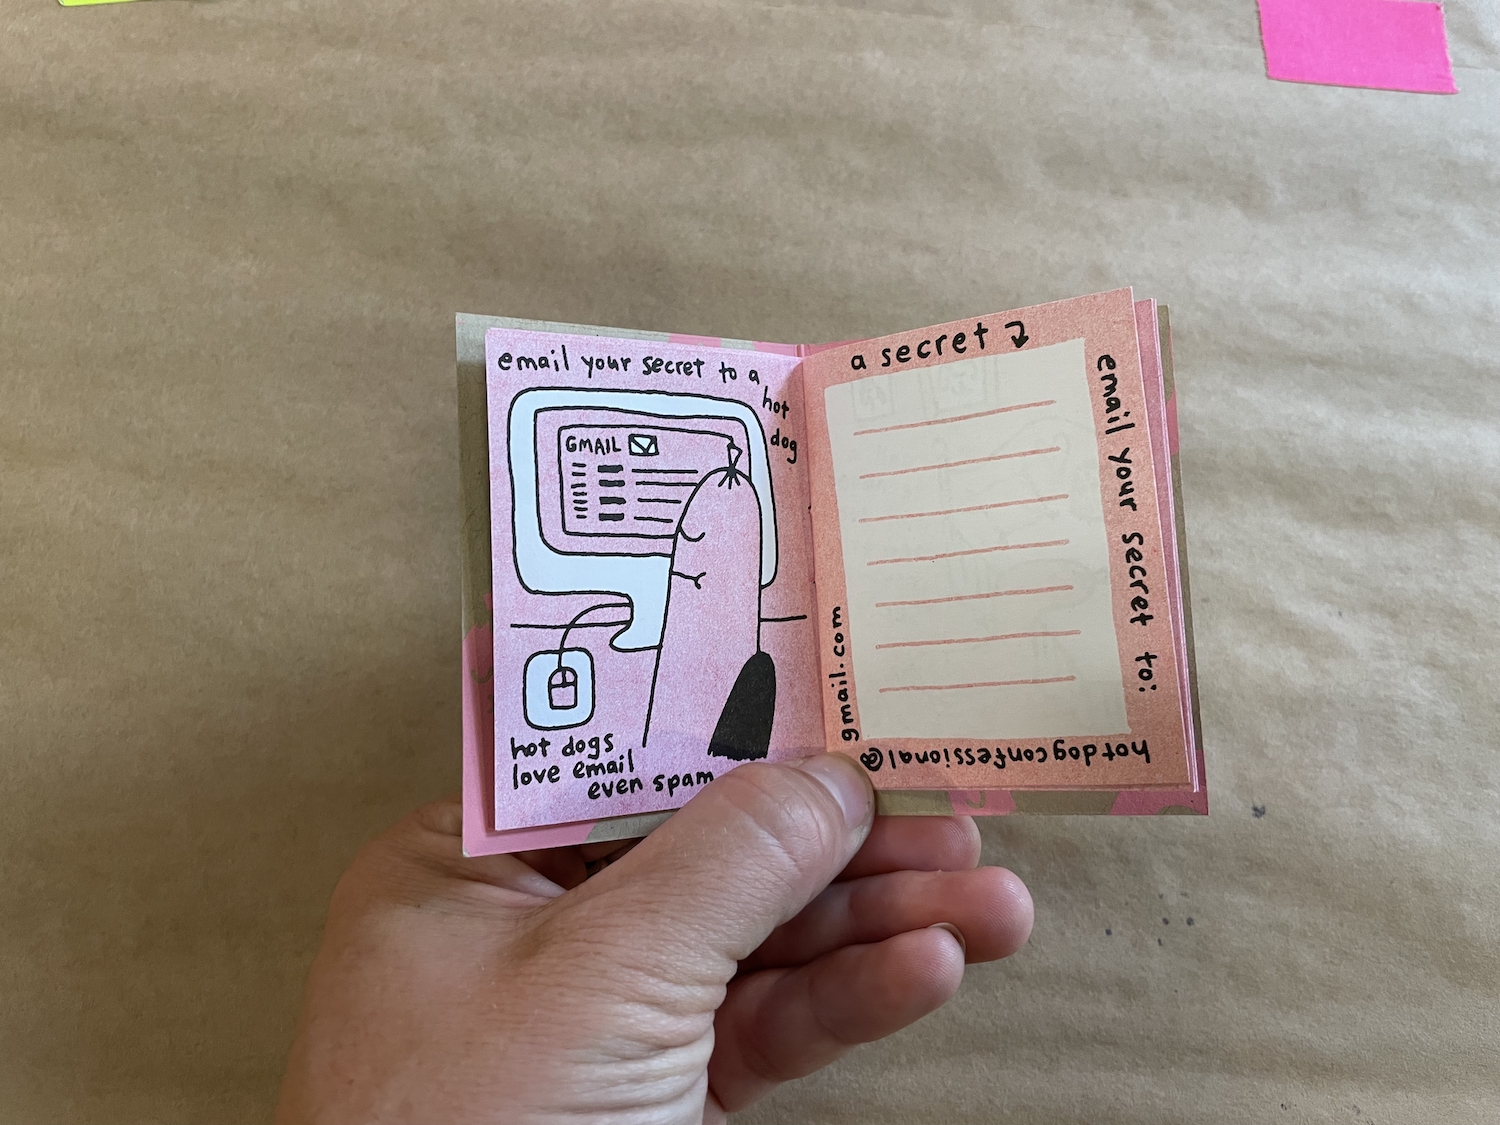 email your secret to a
hot
dog
GMAIL
hot dogs
love email
even spam
a secret
email your secret to:
hotdogconfessional@
gmail.com